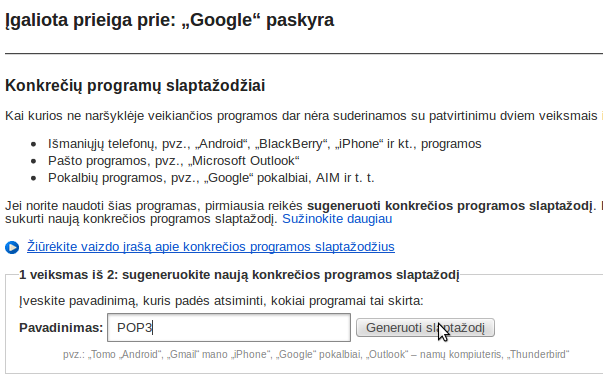 Įgaliota prieiga prie: „Google“ paskyra
Konkrečių programų slaptažodžiai
Kai kurios ne naršyklėje veikiančios programos dar nėra suderinamos su patvirtinimu dviem veiksmais
Išmaniųjų telefonų, pvz., „Android“, „BlackBerry“, „iPhone“ ir kt., programos
Pašto programos, pvz., „Microsoft Outlook“
Pokalbių programos, pvz., „Google“ pokalbiai, AIM ir t. t.
Jei norite naudoti šias programas, pirmiausia reikės sugeneruoti konkrečios programos slaptažodį.
sukurti naują konkrečios programos slaptažodį. Sužinokite daugiau
Žiūrėkite vaizdo įrašą apie konkrečios programos slaptažodžius
1 veiksmas iš 2: sugeneruokite naują konkrečios programos slaptažodį
Įveskite pavadinimą, kuris padės atsiminti, kokiai programai tai skirta:
Pavadinimas: POP3 Generuoti slaptažodį
pvz.: „Tomo „Android“, „Gmail“ mano „iPhone“, „Google“ pokalbiai, „Outlook“ – namų kompiuteris, „Thunderbird“